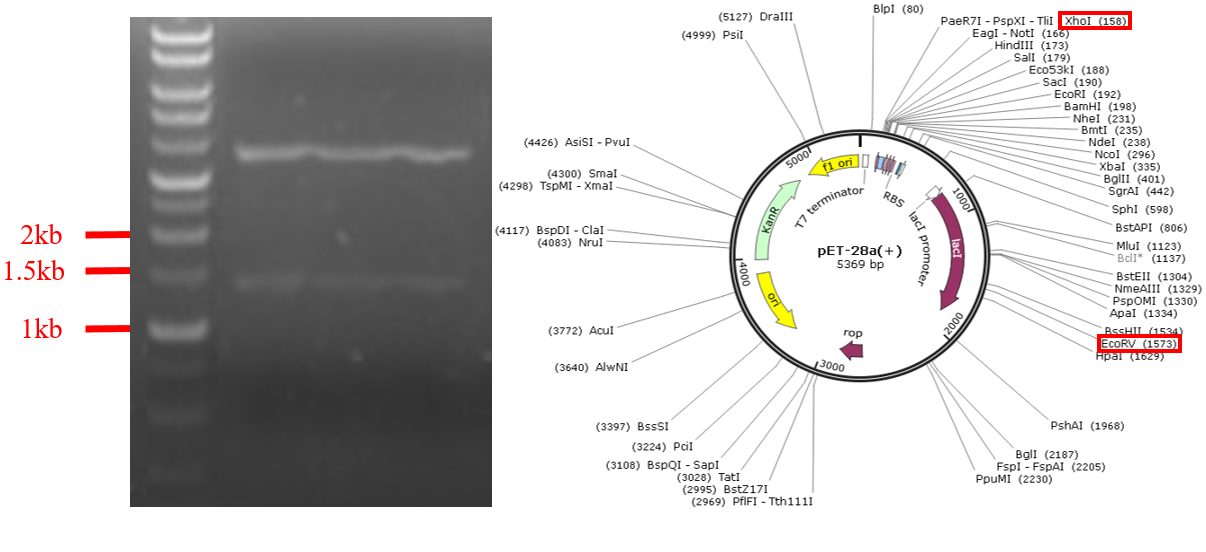 2kb
1.5kb
1kb
BlpI (80)
(5127) DraIII
(4999) PsiI
PaeR7I - PspXI - TliI XhoI (158)
EagI - NotI (166)
HindIII (173)
SalI (179)
Eco53kI (188)
SacI (190)
EcoRI (192)
BamHI (198)
NheI (231)
BmtI (235)
NdeI (238)
NcoI (296)
XbaI (335)
BglII (401)
SgrAI (442)
SphI (598)
BstAPI (806)
MluI (1123)
BclI* (1137)
BstEII (1304)
NmeAIII (1329)
PspOMI (1330)
ApaI (1334)
BssHII (1534)
EcoRV (1573)
HpaI (1629)
PshAI (1968)
BglI (2187)
FspI - FspAI (2205)
PpuMI (2230)
(4426) AsiSI - PvuI
(4300) SmaI
(4298) TspMI - XmaI
(4117) BspDI - ClaI
(4083) NruI
(3772) AcuI
(3640) AlwNI
(3397) BssSI
(3224) PciI
(3108) BspQI - SapI
(3028) TatI
(2995) BstZ17I
(2969) PflFI - Tth111I
5000
f1 ori
T7 terminator
RBS
1000
KanR
lacI promoter
lacI
pET-28a(+)
5369 bp
4000
ori
rop
3000
2000